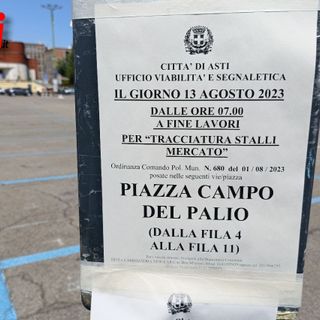 CITTA' DI ASTI
UFFICIO VIABILITA' E SEGNALETICA
IL GIORNO 13 AGOSTO 2023
DALLE ORE 07.00
A FINE LAVORI
PER "TRACCIATURA STALLI
MERCATO"
Ordinanza Comando Pol. Mun. N. 680 del 01 / 08 / 2023
posate nelle seguenti vie/piazza
PIAZZA CAMPO
DEL PALIO
(DALLA FILA 4
ALLA FILA 11)